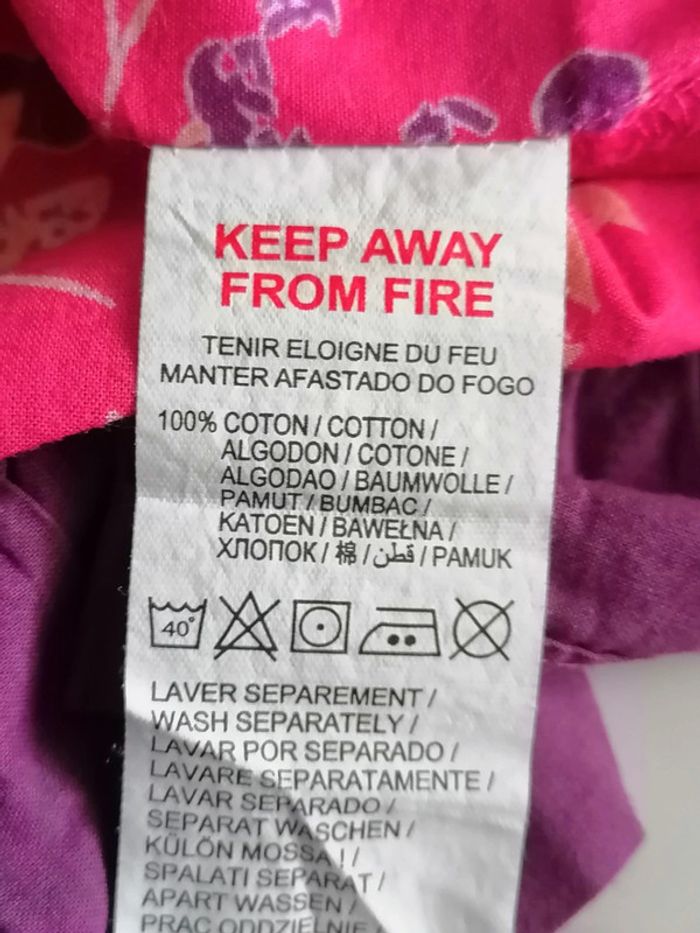 KEEP AWAY
FROM FIRE
TENIR ELOIGNE DU FEU
MANTER AFASTADO DO FOGO
100% COTON / COTTON /
ALGODON / COTONE /
ALGODAO / BAUMWOLLE /
PAMUT / BUMBAC /
KATOEN / BAWEŁNA /
ХЛОПОК / 棉 / قطن / PAMUK
40°
LAVER SEPAREMENT /
WASH SEPARATELY /
LAVAR POR SEPARADO /
LAVARE SEPARATAMENTE /
LAVAR SEPARADO /
SEPARAT WASCHEN /
KÜLÖN MOSSA ! /
SPALATI SEPARAT /
APART WASSEN /
PRAC ODDZIELNIE /